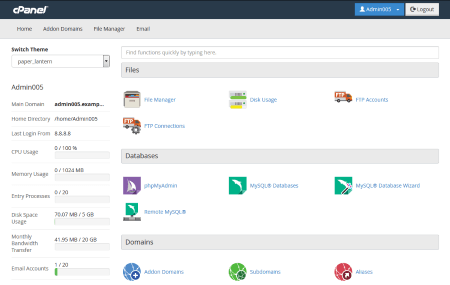 cPanel
Admin005
Logout
Home Addon Domains File Manager Email
Switch Theme
paper_lantern
Find functions quickly by typing here.
Files
File Manager Disk Usage FTP Accounts
FTP Connections
Databases
phpMyAdmin MySQL® Databases MySQL® Database Wizard
Remote MySQL®
Domains
Addon Domains Subdomains Aliases
Admin005
Main Domain admin005.examp...
Home Directory /home/Admin005
Last Login From 8.8.8.8
CPU Usage 0 / 100 %
Memory Usage 0 / 1024 MB
Entry Processes 0 / 20
Disk Space Usage 70.07 MB / 5 GB
Monthly Bandwidth Transfer 41.95 MB / 20 GB
Email Accounts 1 / 20